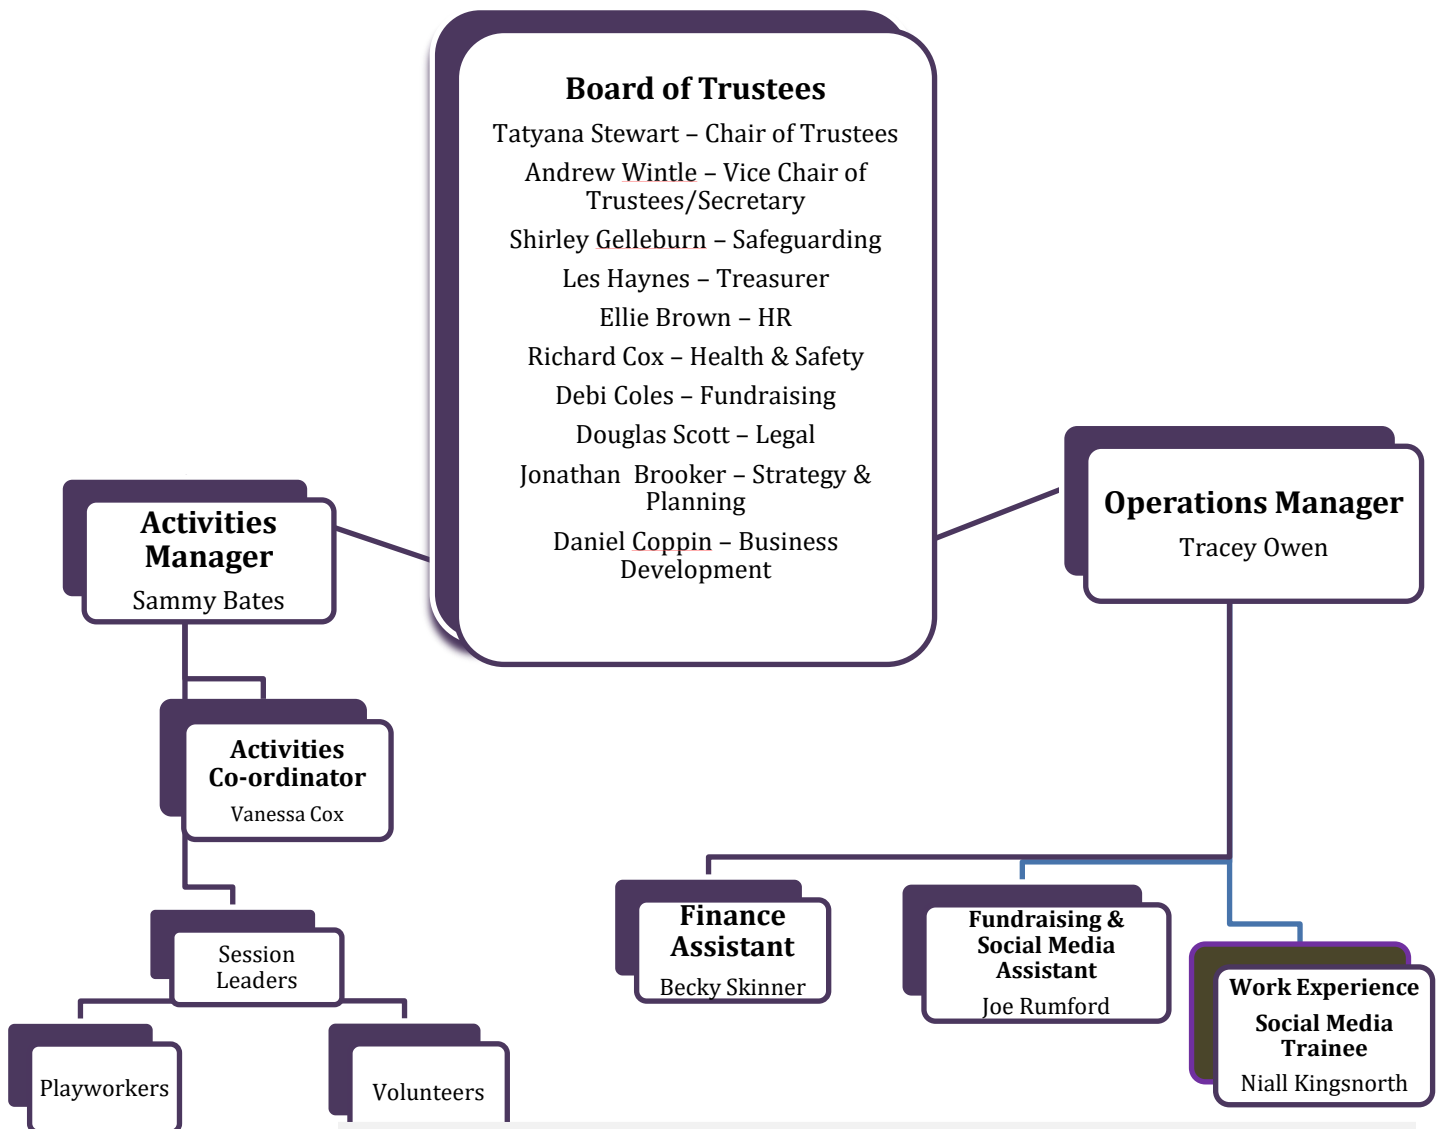 Board of Trustees
Tatyana Stewart – Chair of Trustees
Andrew Wintle – Vice Chair of
Trustees/Secretary
Shirley Gelleburn – Safeguarding
Les Haynes – Treasurer
Ellie Brown – HR
Richard Cox – Health & Safety
Debi Coles – Fundraising
Douglas Scott – Legal
Jonathan  Brooker – Strategy &
Planning
Daniel Coppin – Business
Development
Activities
Manager
Sammy Bates
Operations Manager
Tracey Owen
Activities
Co-ordinator
Vanessa Cox
Session
Leaders
Playworkers
Volunteers
Finance
Assistant
Becky Skinner
Fundraising &
Social Media
Assistant
Joe Rumford
Work Experience
Social Media
Trainee
Niall Kingsnorth